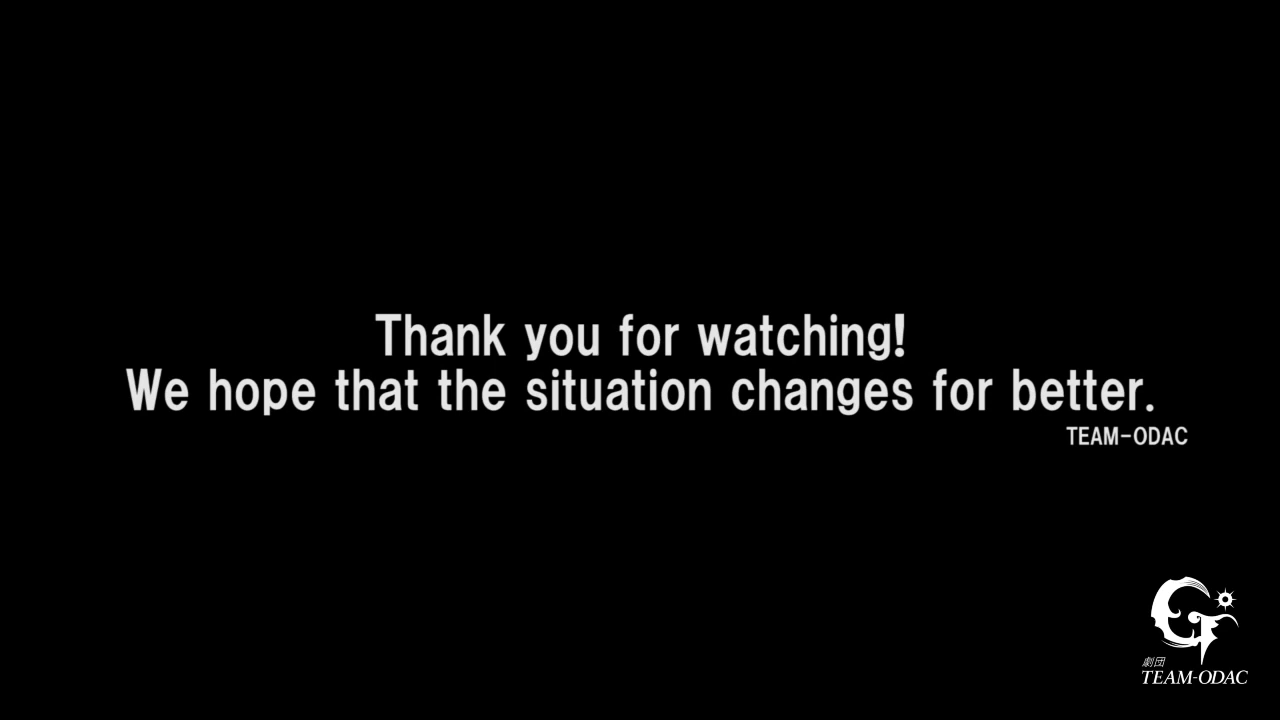 Thank you for watching!
We hope that the situation changes for better.
TEAM-ODAC
劇団
TEAM-ODAC